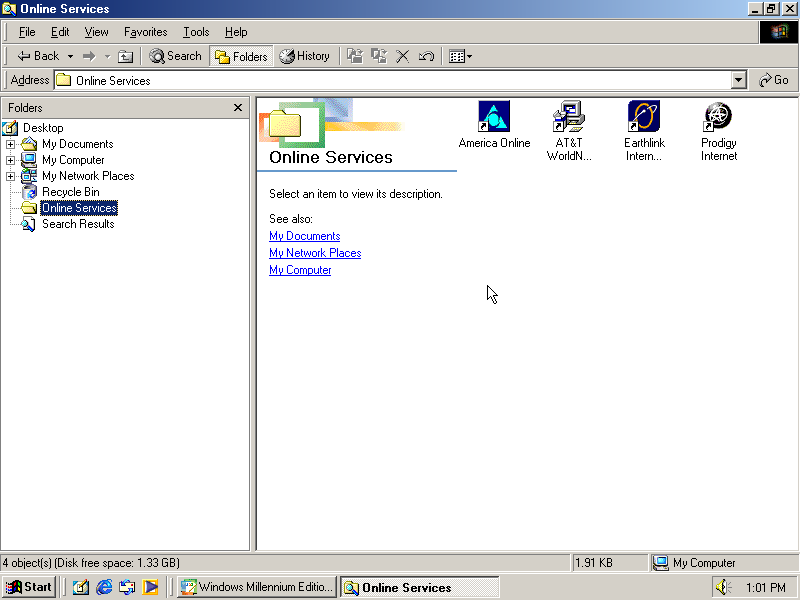 Online Services
File Edit View Favorites Tools Help
Back Search Folders History
Address Online Services Go
Folders
Desktop
My Documents
My Computer
My Network Places
Recycle Bin
Online Services
Search Results
Online Services
Select an item to view its description.
See also:
My Documents
My Network Places
My Computer
America Online
AT&T
WorldN...
Earthlink
Intern...
Prodigy
Internet
4 object(s) (Disk free space: 1.33 GB)
1.91 KB
My Computer
Start
Windows Millennium Editio...
Online Services
1:01 PM